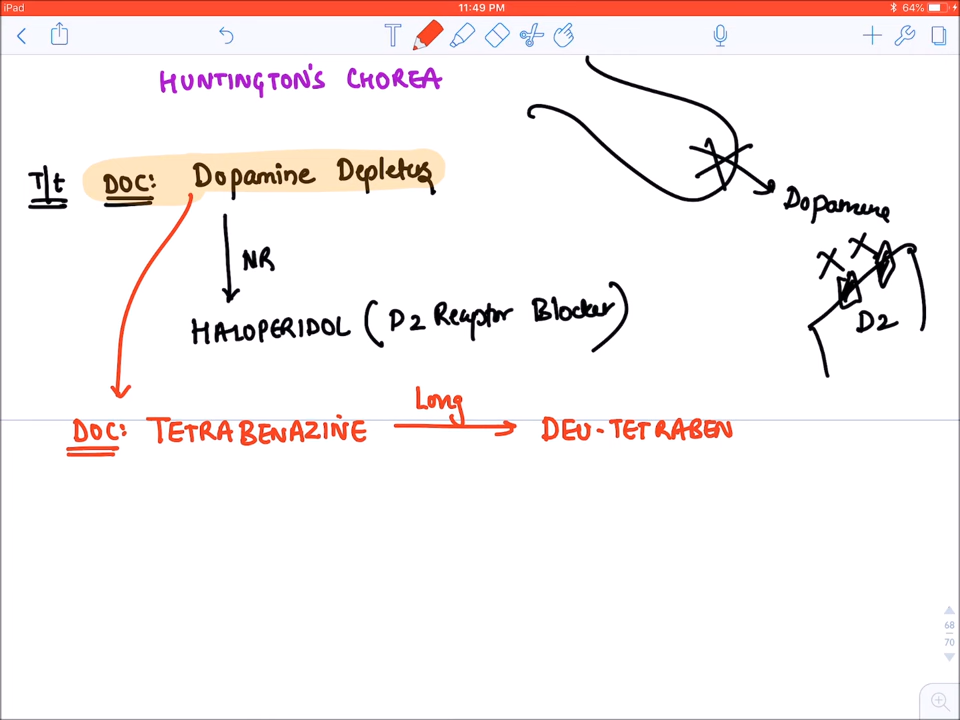 iPad
11:49 PM
64%
T
HUNTINGTON'S CHOREA
T|t DOC: Dopamine Depletus
Dopamine
NR
X X
HALOPERIDOL (D2 Receptor Blocker)
D2
Long
DOC: TETRABENAZINE → DEU-TETRABEN
68
70